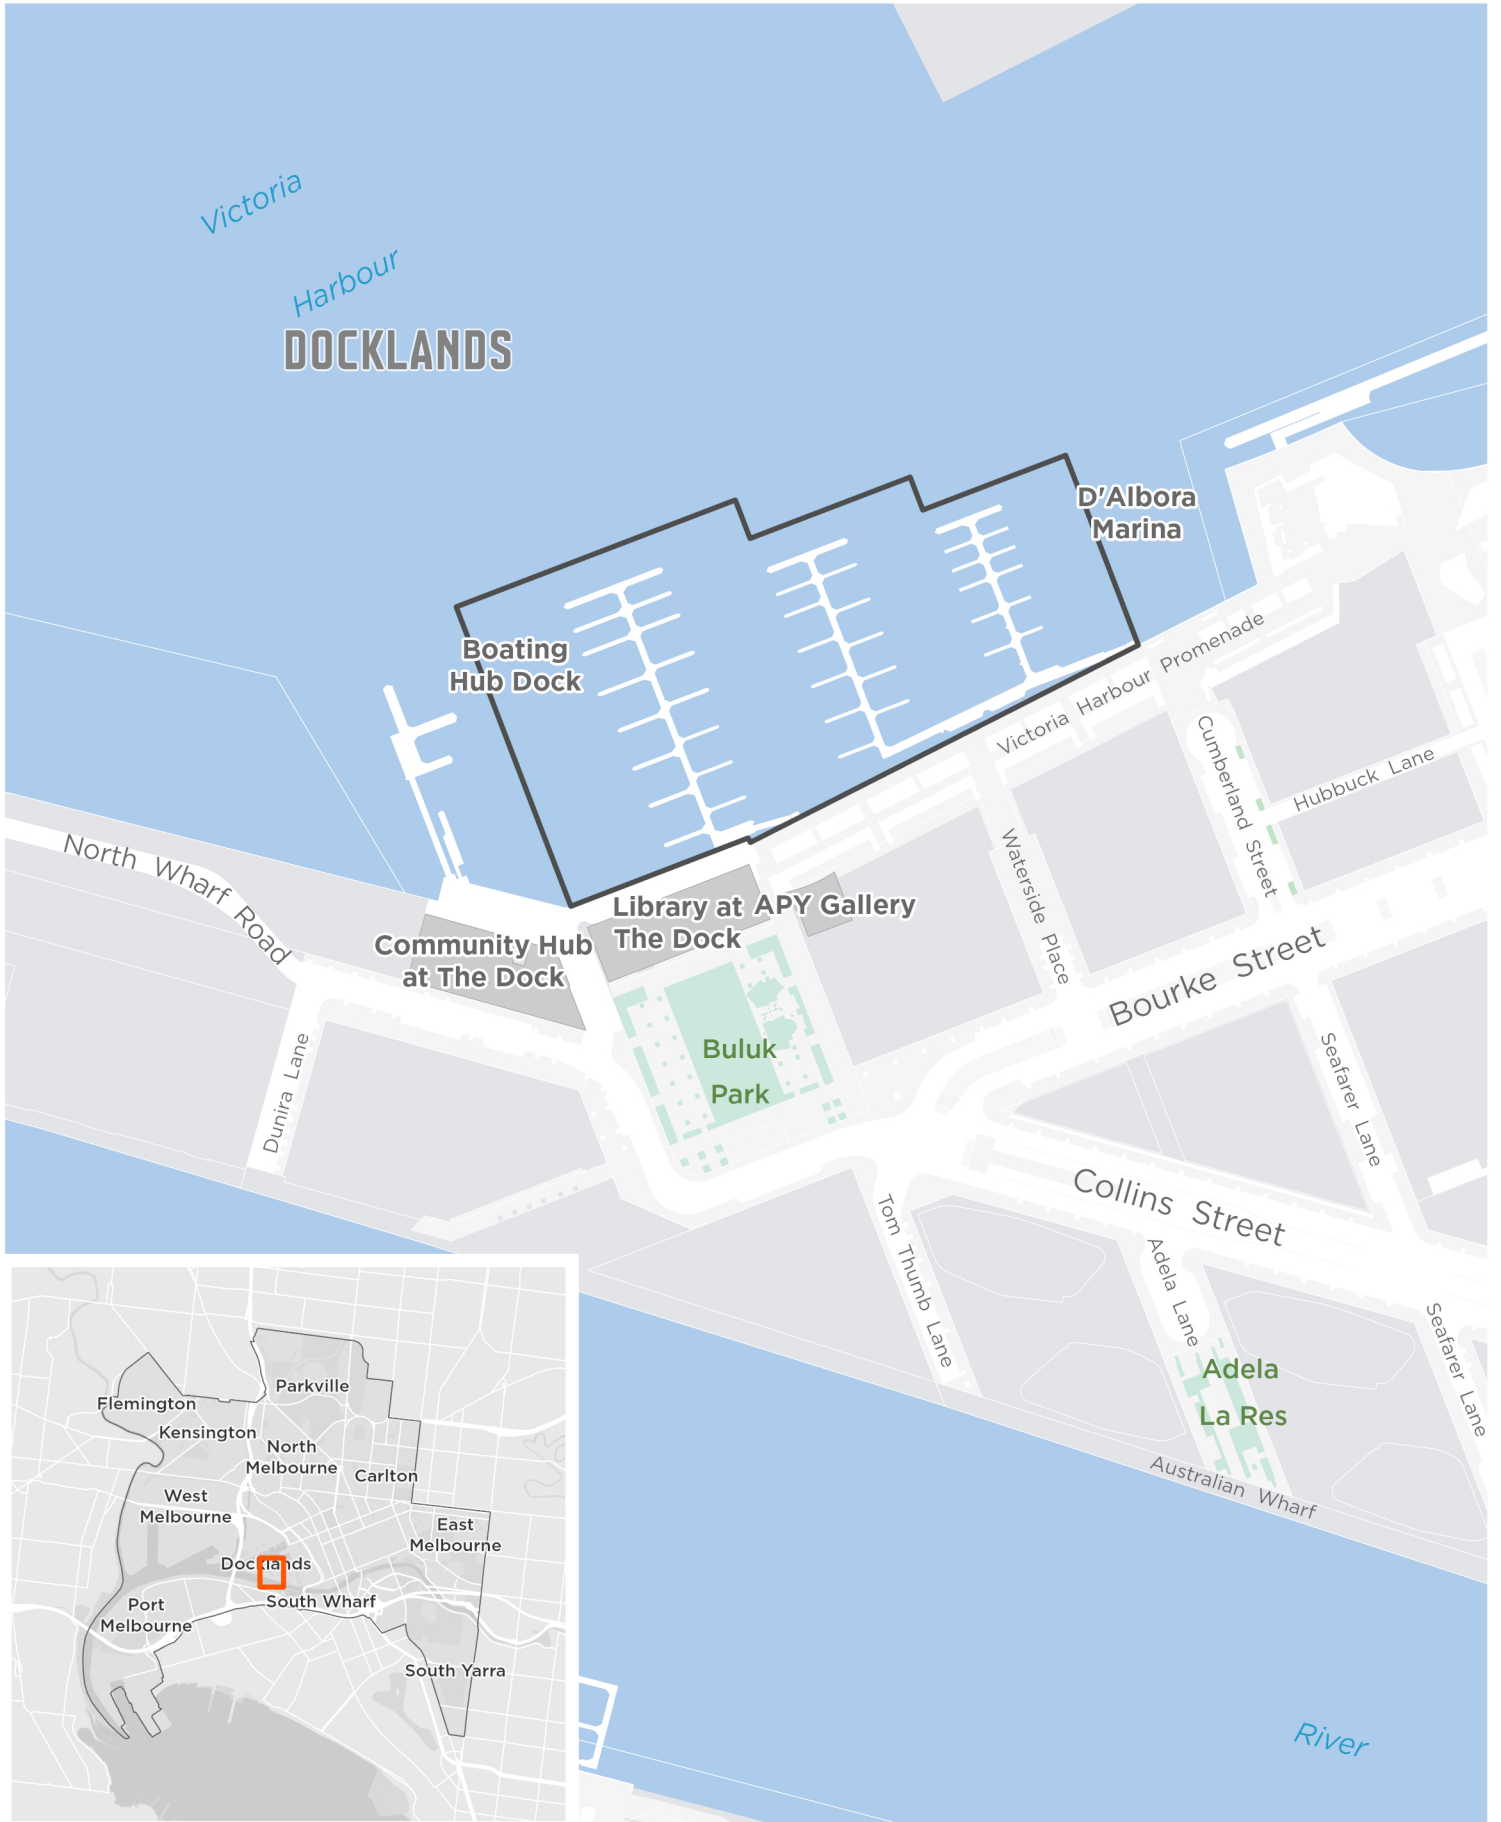 Victoria
Harbour
DOCKLANDS
D'Albora
Marina
Boating
Hub Dock
Victoria Harbour Promenade
Cumberland Street
Hubbuck Lane
North Wharf Road
Waterside Place
Library at
The Dock
APY Gallery
Community Hub
at The Dock
Bourke Street
Buluk
Park
Dunira Lane
Seafarer Lane
Collins Street
Tom Thumb Lane
Adela Lane
Seafarer Lane
Adela
La Res
Australian Wharf
River
Parkville
Flemington
Kensington
North
Melbourne
Carlton
West
Melbourne
East
Melbourne
Docklands
South Wharf
Port
Melbourne
South Yarra